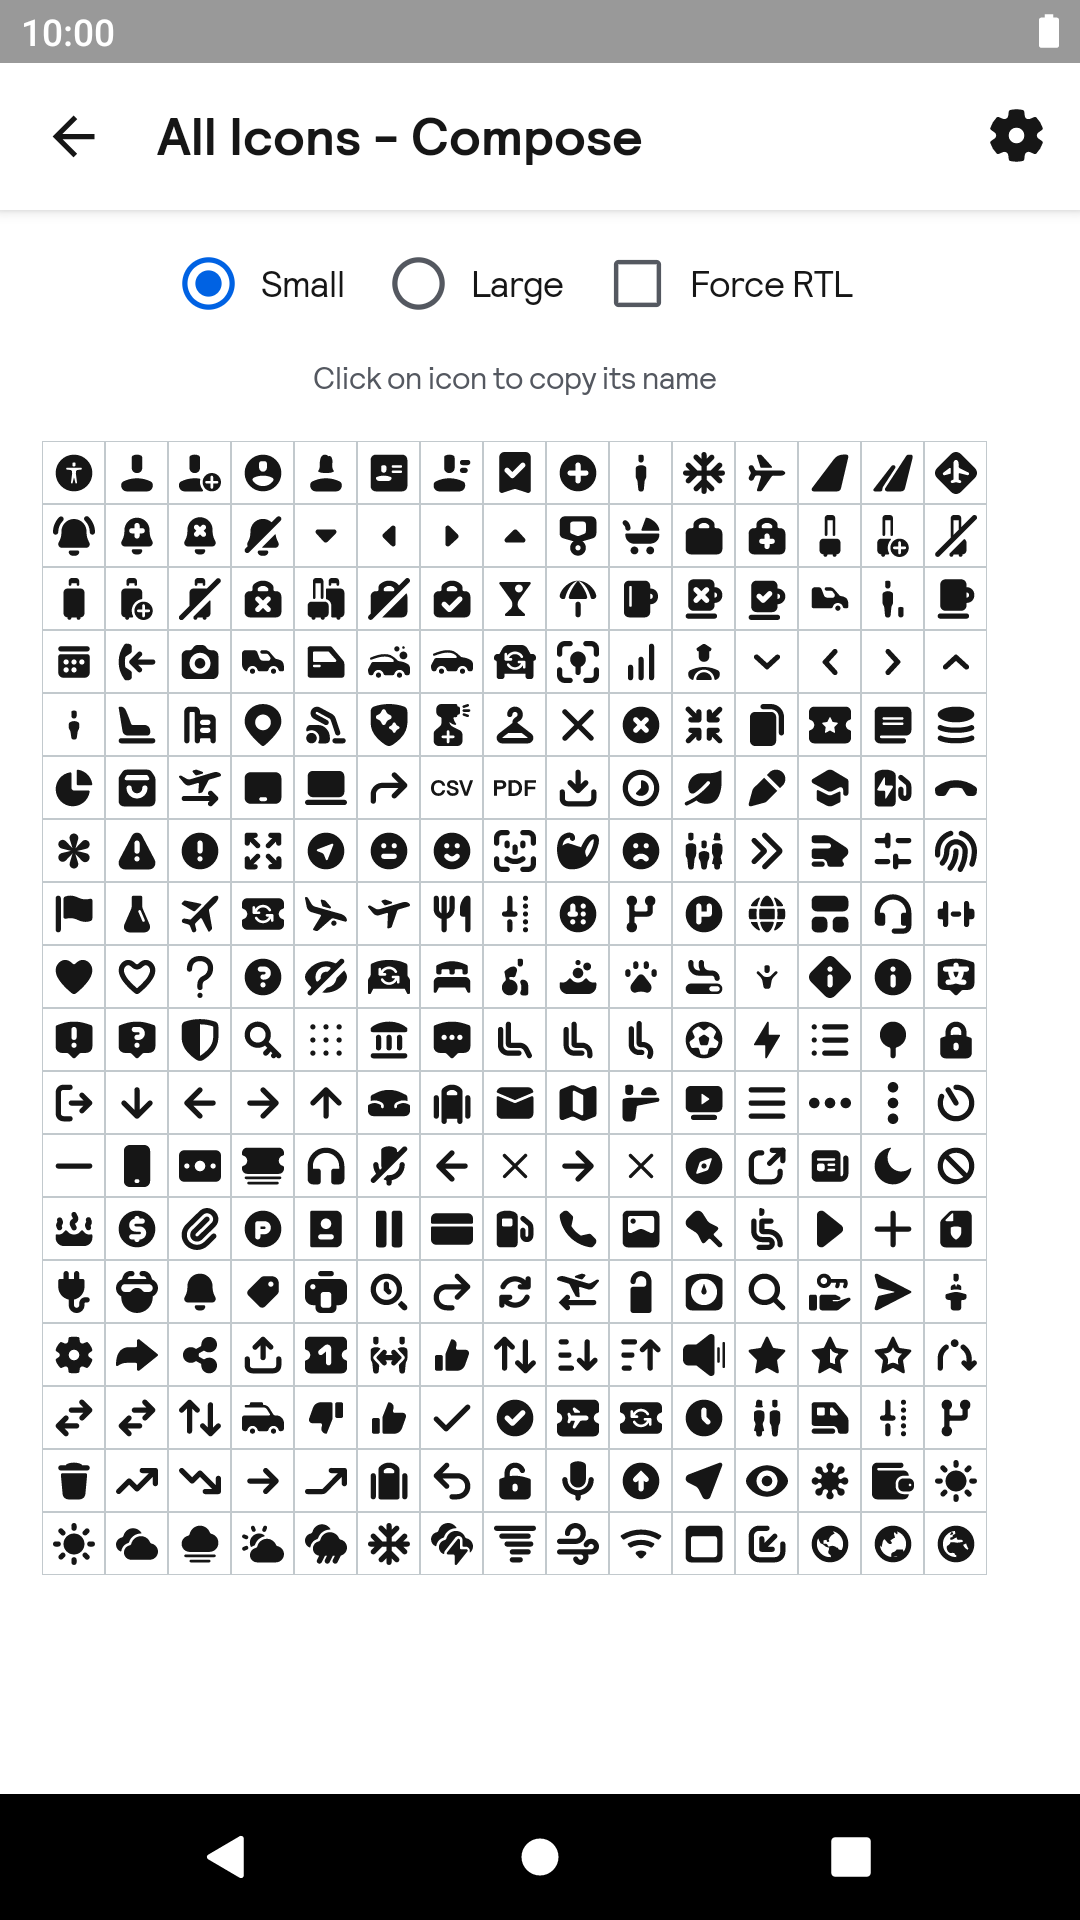 10:00
All Icons – Compose
Small
Large
Force RTL
Click on icon to copy its name
CSV
PDF